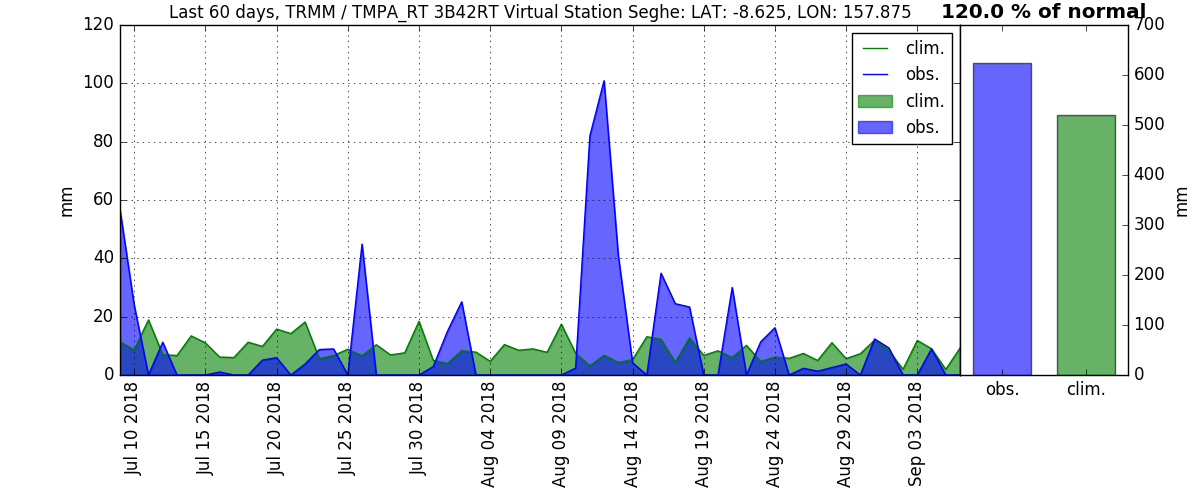 Last 60 days, TRMM / TMPA_RT 3B42RT Virtual Station Seghe: LAT: -8.625, LON: 157.875
120.0 % of normal
120
100
80
60
40
20
0
mm
clim.
obs.
clim.
obs.
Jul 10 2018
Jul 15 2018
Jul 20 2018
Jul 25 2018
Jul 30 2018
Aug 04 2018
Aug 09 2018
Aug 14 2018
Aug 19 2018
Aug 24 2018
Aug 29 2018
Sep 03 2018
700
600
500
400
300
200
100
0
mm
obs.
clim.